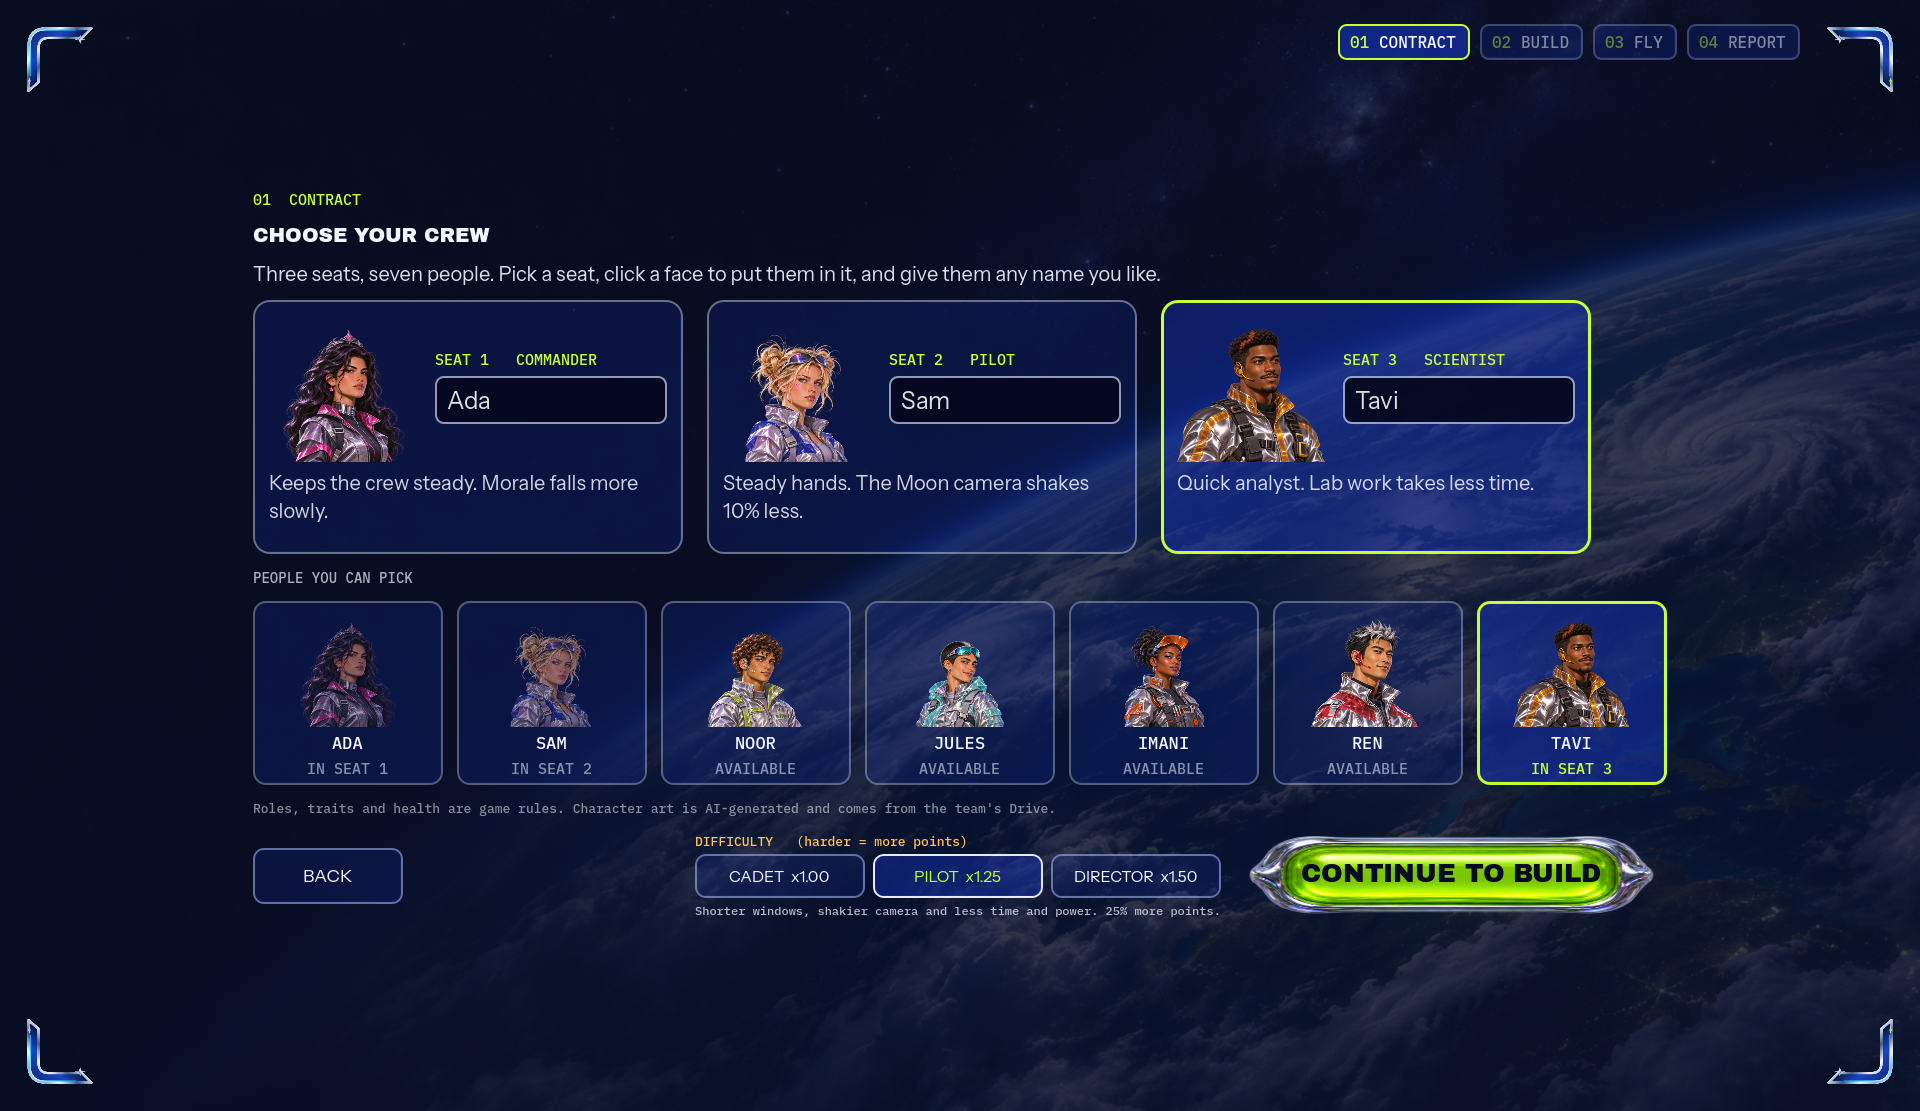 01 CONTRACT
02 BUILD
03 FLY
04 REPORT
01 CONTRACT
CHOOSE YOUR CREW
Three seats, seven people. Pick a seat, click a face to put them in it, and give them any name you like.
SEAT 1 COMMANDER
Ada
Keeps the crew steady. Morale falls more
slowly.
SEAT 2 PILOT
Sam
Steady hands. The Moon camera shakes
10% less.
SEAT 3 SCIENTIST
Tavi
Quick analyst. Lab work takes less time.
PEOPLE YOU CAN PICK
ADA
IN SEAT 1
SAM
IN SEAT 2
NOOR
AVAILABLE
JULES
AVAILABLE
IMANI
AVAILABLE
REN
AVAILABLE
TAVI
IN SEAT 3
Roles, traits and health are game rules. Character art is AI-generated and comes from the team's Drive.
BACK
DIFFICULTY (harder = more points)
CADET x1.00
PILOT x1.25
DIRECTOR x1.50
Shorter windows, shakier camera and less time and power. 25% more points.
CONTINUE TO BUILD